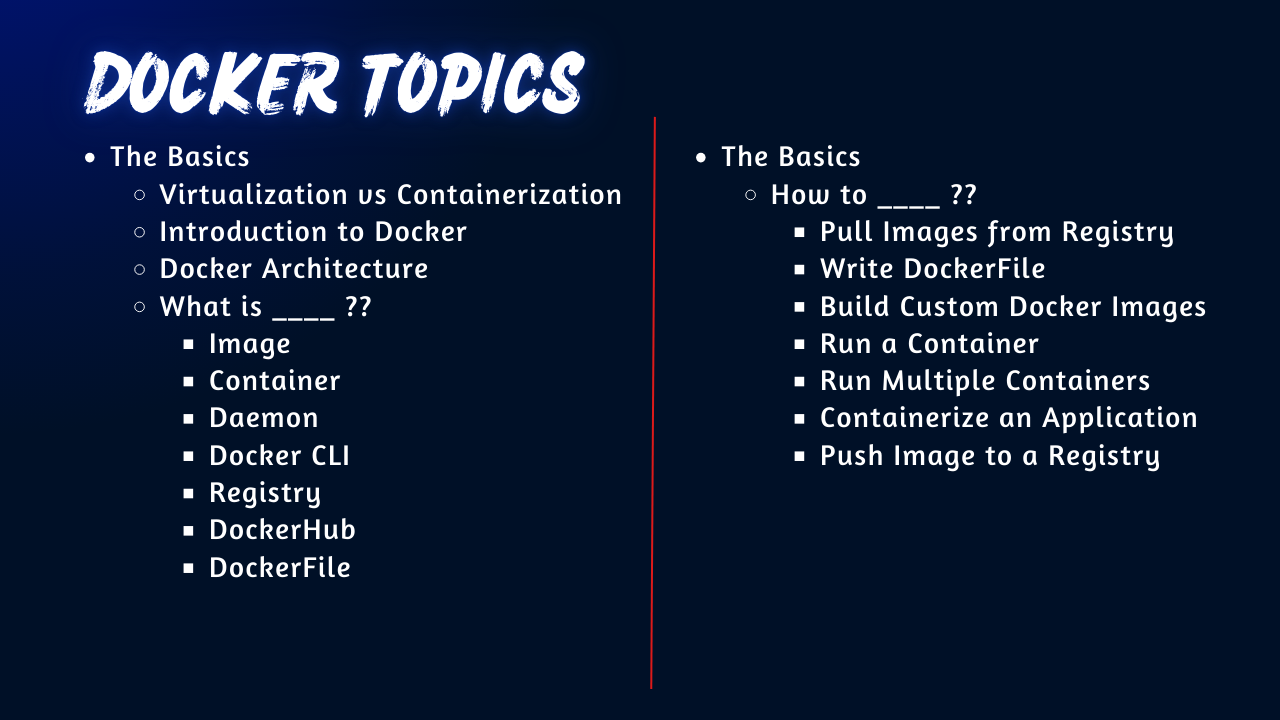 DOCKER TOPICS
• The Basics
○ Virtualization vs Containerization
○ Introduction to Docker
○ Docker Architecture
○ What is ____ ??
▪ Image
▪ Container
▪ Daemon
▪ Docker CLI
▪ Registry
▪ DockerHub
▪ DockerFile
• The Basics
○ How to ____ ??
▪ Pull Images from Registry
▪ Write DockerFile
▪ Build Custom Docker Images
▪ Run a Container
▪ Run Multiple Containers
▪ Containerize an Application
▪ Push Image to a Registry